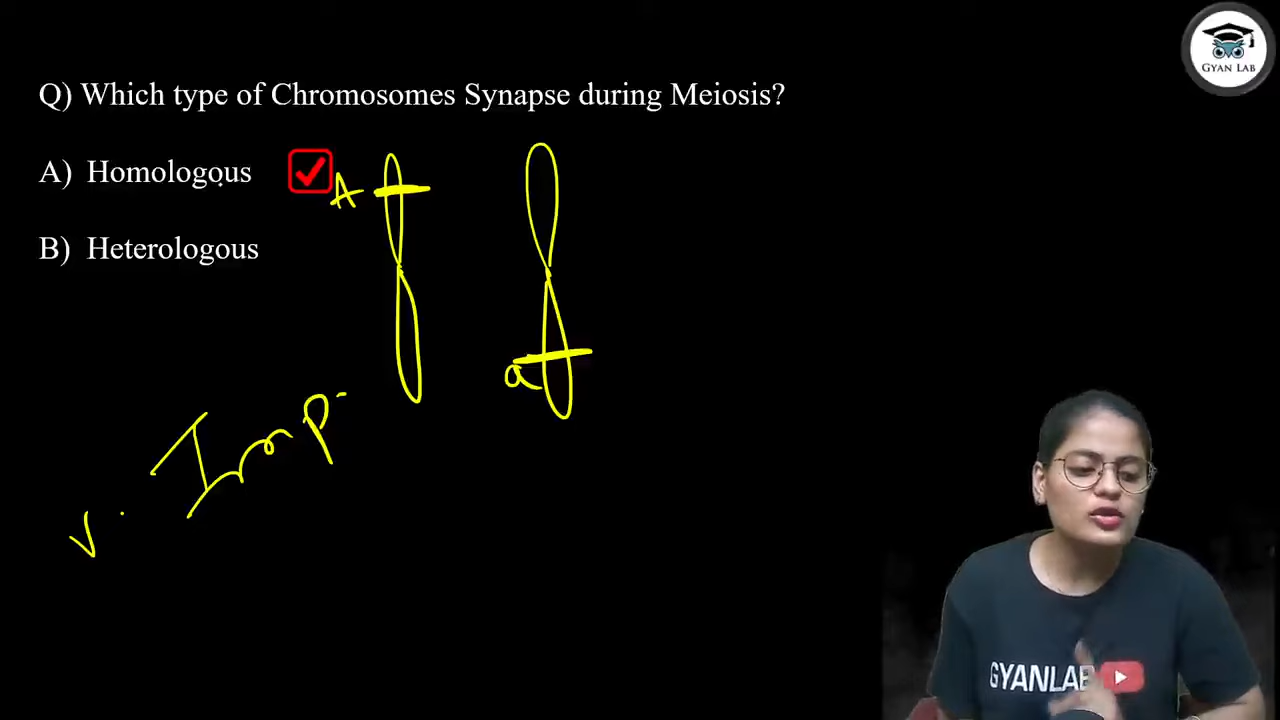 GYAN LAB
Q) Which type of Chromosomes Synapse during Meiosis?
A) Homologous
A
B) Heterologous
a
v. Imp
GYANLAB